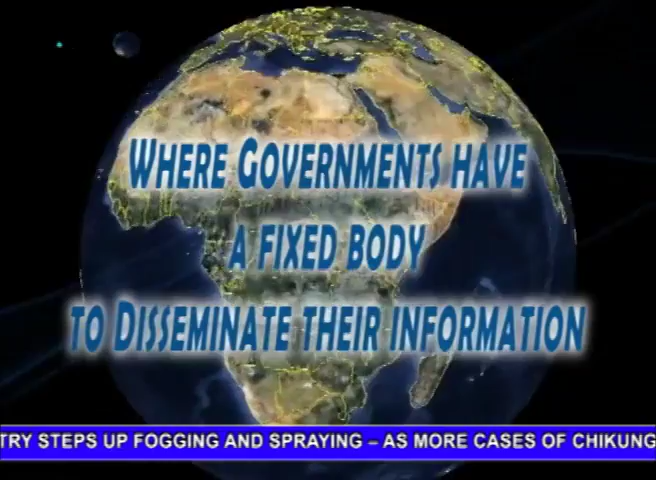 WHERE GOVERNMENTS HAVE
A FIXED BODY
TO DISSEMINATE THEIR INFORMATION
TRY STEPS UP FOGGING AND SPRAYING – AS MORE CASES OF CHIKUNG